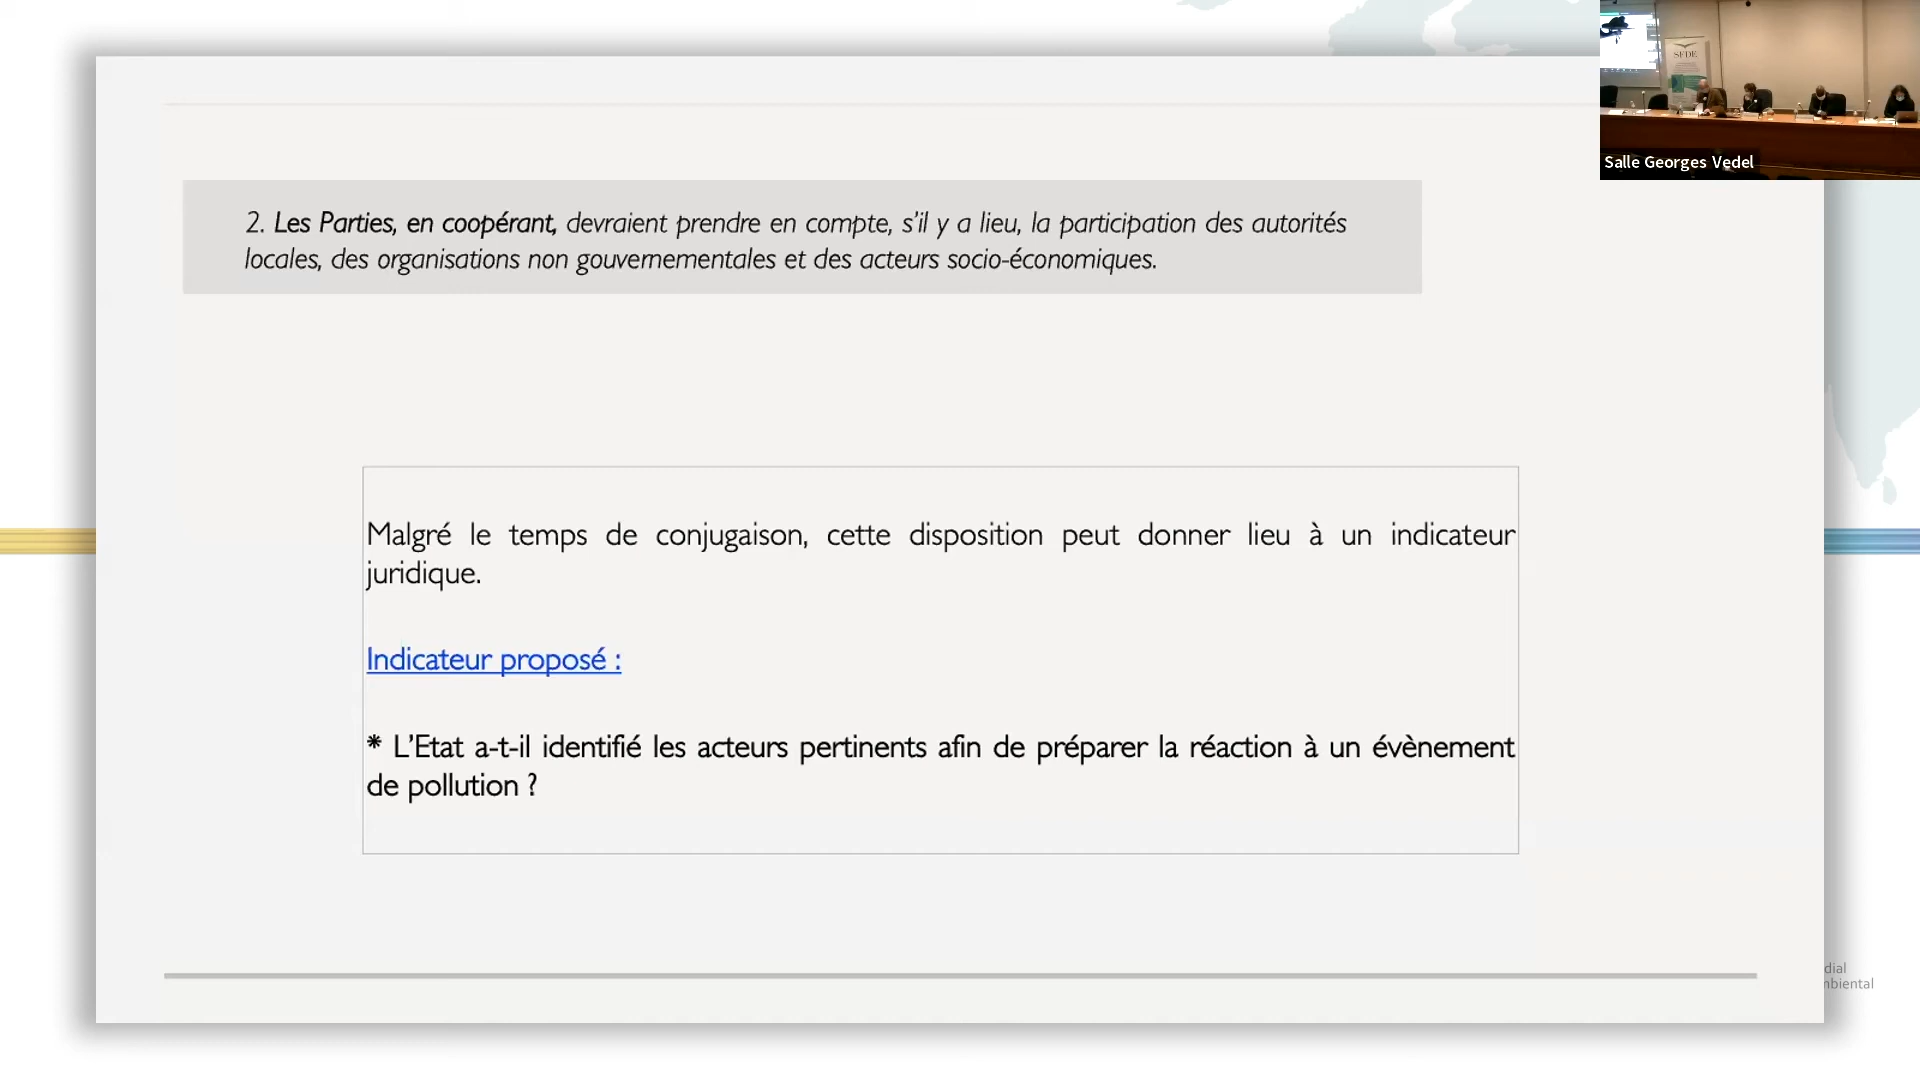 SFDE
Salle Georges Vedel
2. Les Parties, en coopérant, devraient prendre en compte, s’il y a lieu, la participation des autorités
locales, des organisations non gouvernementales et des acteurs socio-économiques.
Malgré le temps de conjugaison, cette disposition peut donner lieu à un indicateur
juridique.
Indicateur proposé :
* L’Etat a-t-il identifié les acteurs pertinents afin de préparer la réaction à un évènement
de pollution ?
dial
mbiental